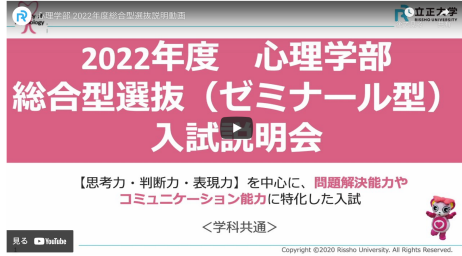 心理学部 2022年度総合型選抜説明動画
立正大学
RISSHO UNIVERSITY
2022年度 心理学部
総合型選抜（ゼミナール型）
入試説明会
【思考力・判断力・表現力】を中心に、問題解決能力や
コミュニケーション能力に特化した入試
＜学科共通＞
見る YouTube
Copyright ©2020 Rissho University. All Rights Reserved.